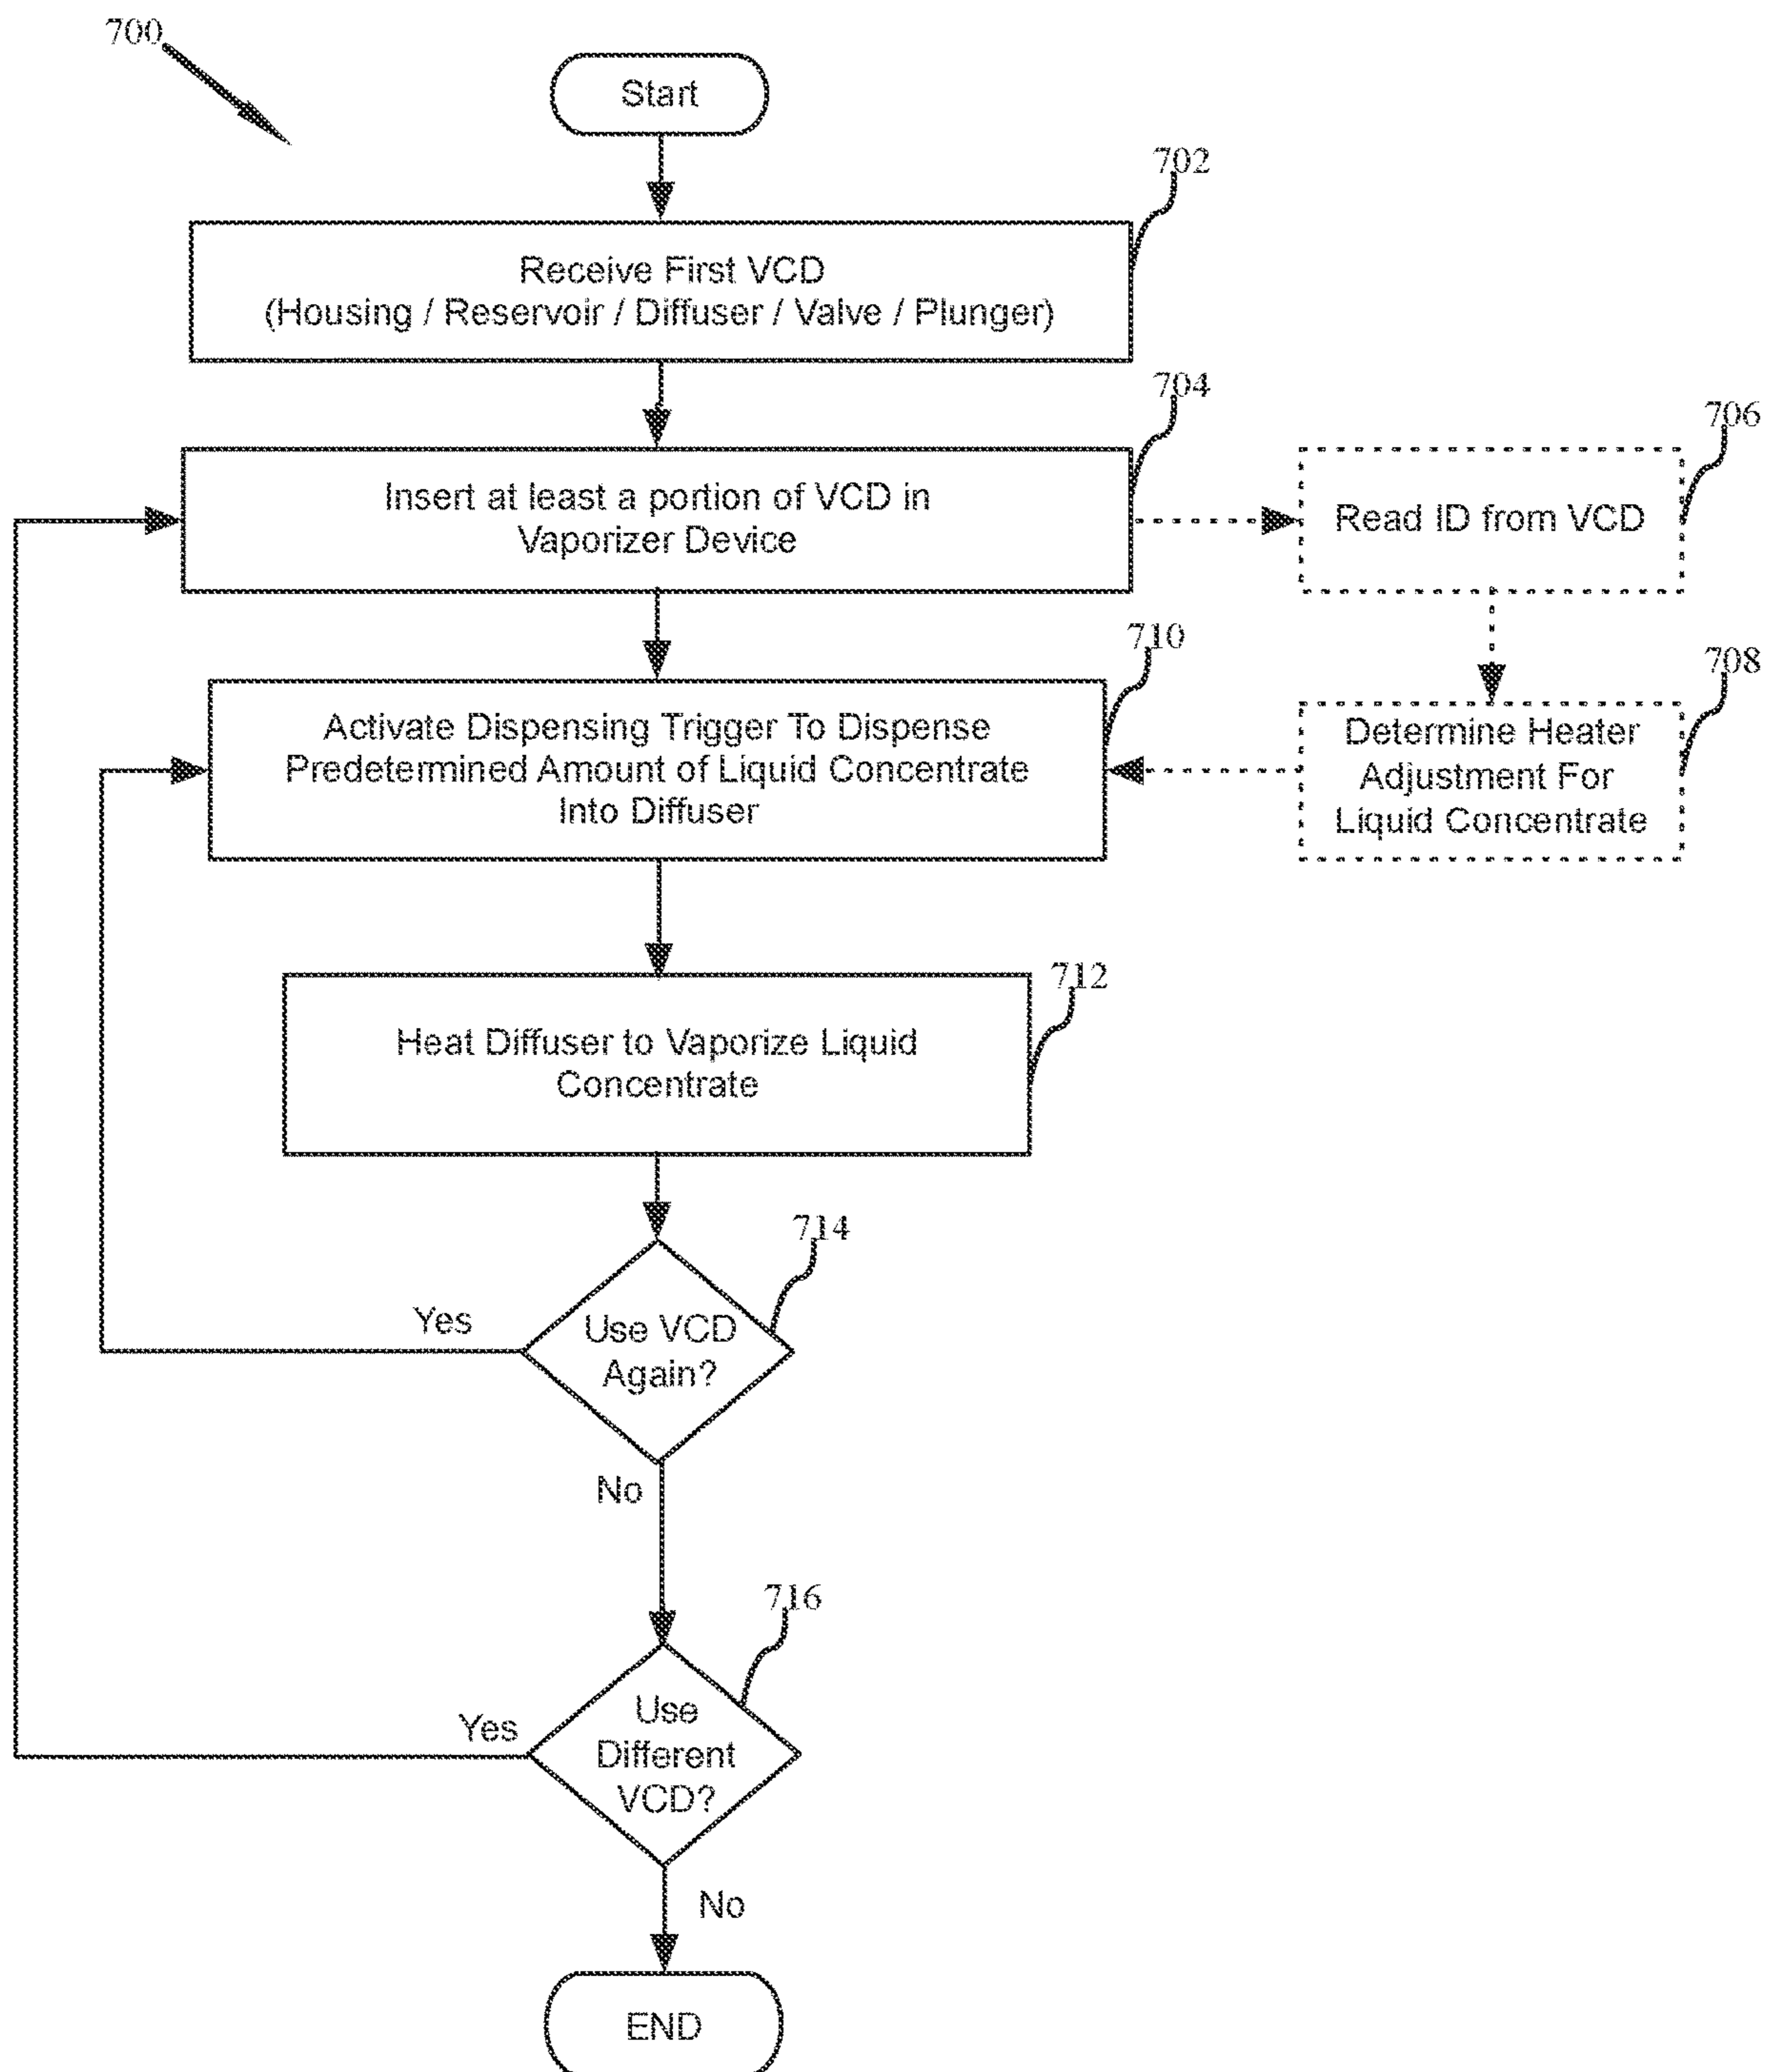 700
Start
702
Receive First VCD
(Housing / Reservoir / Diffuser / Valve / Plunger)
704
Insert at least a portion of VCD in
Vaporizer Device
706
Read ID from VCD
710
Activate Dispensing Trigger To Dispense
Predetermined Amount of Liquid Concentrate
Into Diffuser
708
Determine Heater
Adjustment For
Liquid Concentrate
712
Heat Diffuser to Vaporize Liquid
Concentrate
714
Use VCD
Again?
Yes
No
716
Use
Different
VCD?
Yes
No
END